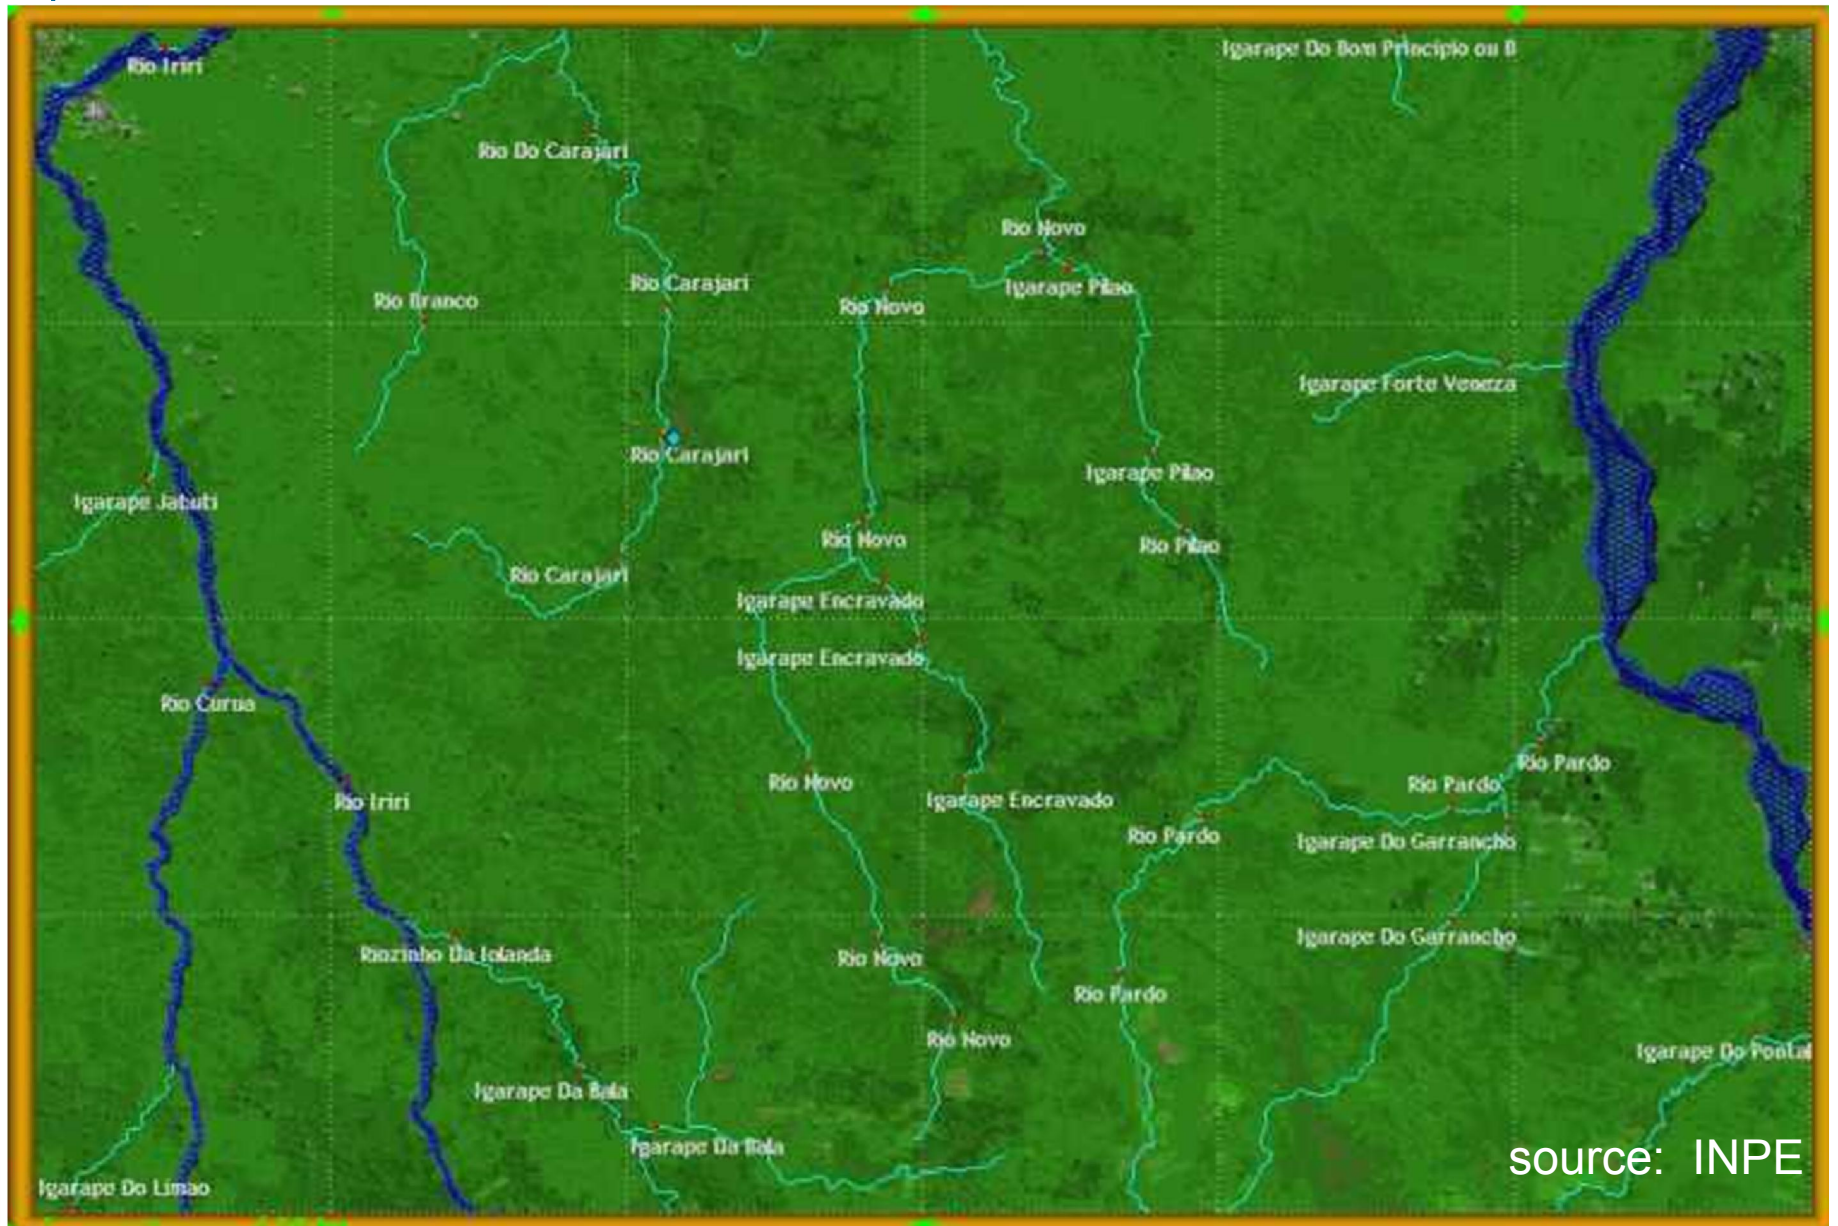 Igarape Do Bom Principio ou B
Rio Iriri
Rio Do Carajari
Rio Novo
Rio Carajari
Igarape Pilao
Rio Branco
Rio Novo
Igarape Forte Veneza
Rio Carajari
Igarape Pilao
Igarape Jabuti
Rio Novo
Rio Pilao
Rio Carajari
Igarape Encravado
Igarape Encravado
Rio Curua
Rio Pardo
Rio Novo
Rio Pardo
Rio Iriri
Igarape Encravado
Rio Pardo
Igarape Do Garrancho
Igarape Do Garrancho
Riozinho Da Iolanda
Rio Novo
Rio Pardo
Rio Novo
Igarape Do Pontal
Igarape Da Bala
Igarape Da Bala
source: INPE
Igarape Do Limao